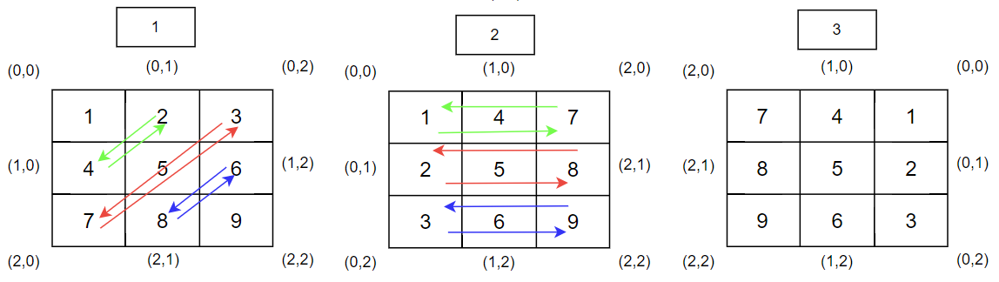 1
(0,0) (0,1) (0,2)
1 2 3
(1,0) 4 5 6 (1,2)
7 8 9
(2,0) (2,1) (2,2)
2
(0,0) (1,0) (2,0)
1 4 7
(0,1) 2 5 8 (2,1)
3 6 9
(0,2) (1,2) (2,2)
3
(2,0) (1,0) (0,0)
7 4 1
(2,1) 8 5 2 (0,1)
9 6 3
(2,2) (1,2) (0,2)